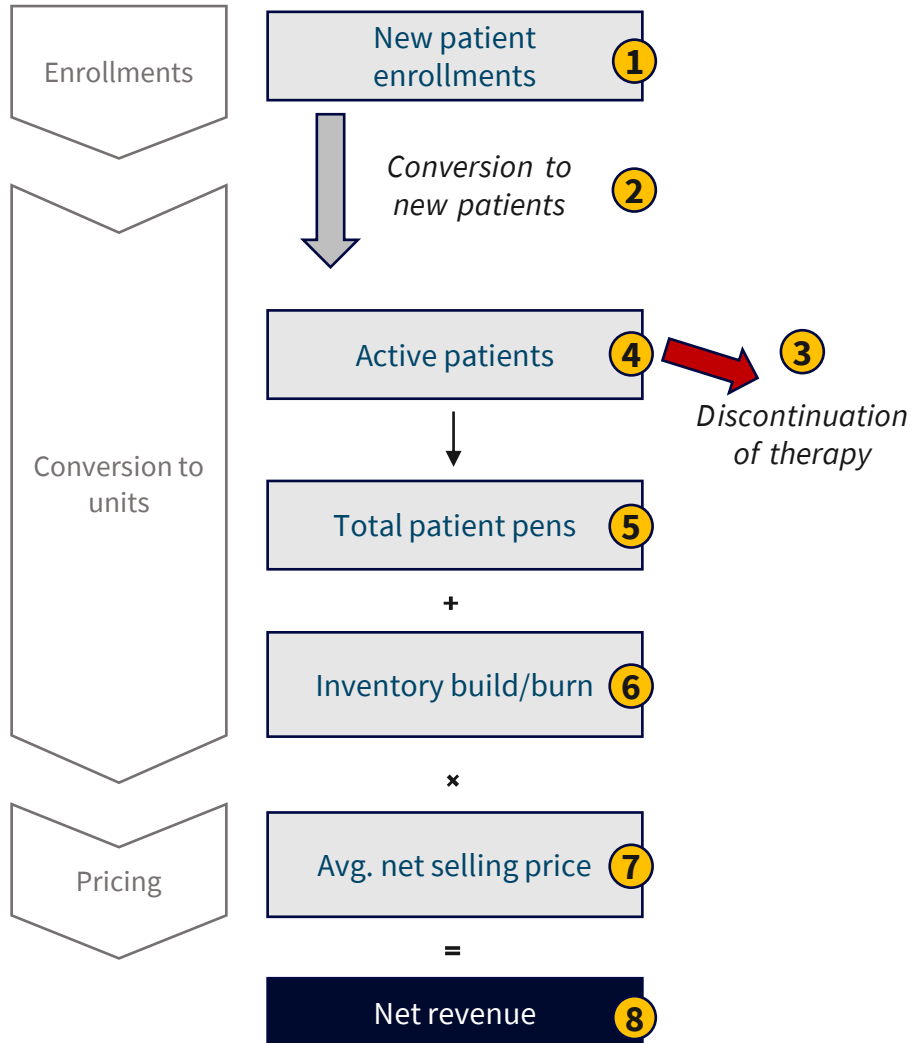 Enrollments
New patient
enrollments
1
Conversion to
new patients
2
Conversion to
units
Active patients
4
3
Discontinuation
of therapy
Total patient pens
5
+
Inventory build/burn
6
×
Pricing
Avg. net selling price
7
=
Net revenue
8